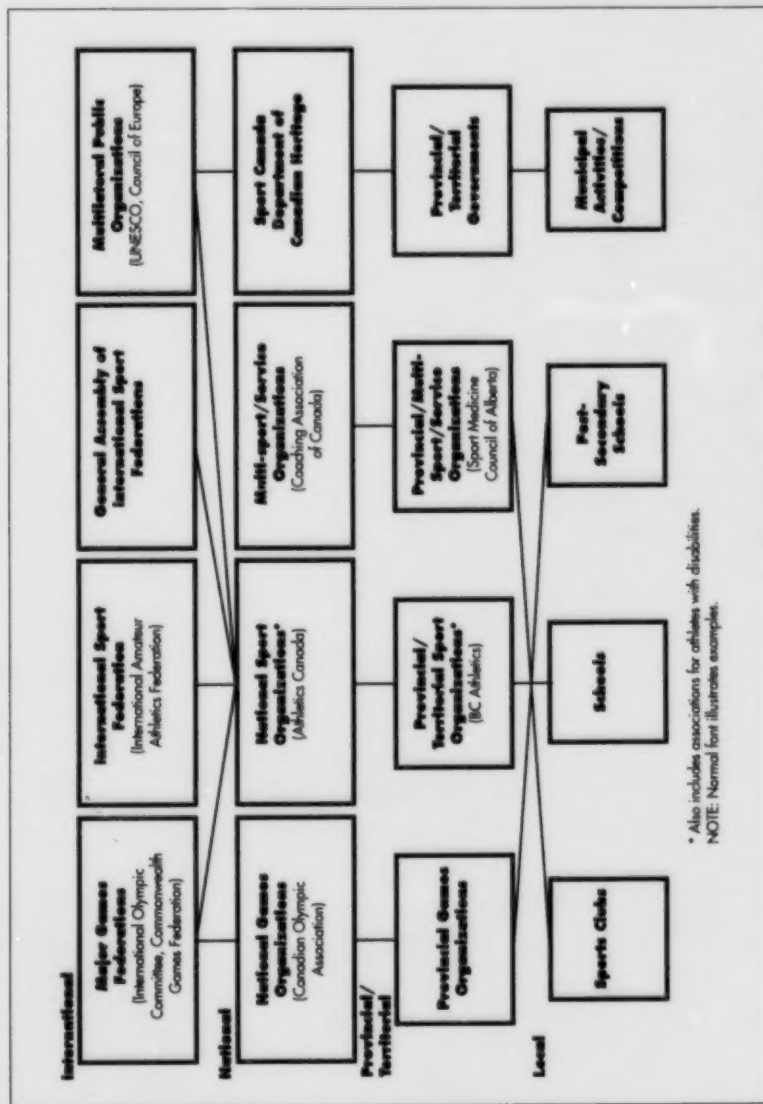 International
Major Games
Federations
(International Olympic
Committee, Commonwealth
Games Federation)
International Sport
Federation
(International Amateur
Athletics Federation)
General Assembly of
International Sport
Federations
Multilateral Public
Organizations
(UNESCO, Council of Europe)
National
National Games
Organizations
(Canadian Olympic
Association)
National Sport
Organizations*
(Athletics Canada)
Multi-sport/Service
Organizations
(Coaching Association
of Canada)
Sport Canada
Department of
Canadian Heritage
Provincial/
Territorial
Provincial Games
Organizations
Provincial/
Territorial Sport
Organizations*
(BC Athletics)
Provincial/Multi-
Sport/Service
Organizations
(Sport Medicine
Council of Alberta)
Provincial/
Territorial
Governments
Local
Sports Clubs
Schools
Post-
Secondary
Schools
Municipal
Activities/
Competitions
* Also includes associations for athletes with disabilities.
NOTE: Normal font illustrates examples.